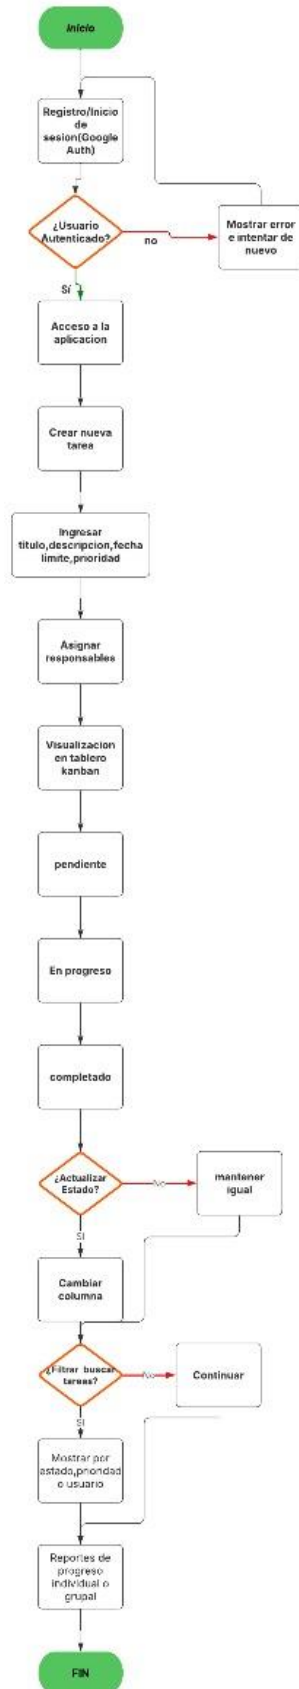 Inicio
Registro/Inicio
de
sesion(Google
Auth)
¿Usuario
Autenticado?
no
Mostrar error
e intentar de
nuevo
Sí
Acceso a la
aplicacion
Crear nueva
tarea
Ingresar
titulo,descripcion,fecha
limite,prioridad
Asignar
responsables
Visualizacion
en tablero
kanban
pendiente
En progreso
completado
¿Actualizar
Estado?
No
mantener
igual
SI
Cambiar
columna
¿Filtrar buscar
tareas?
No
Continuar
SI
Mostrar por
estado,prioridad
o usuario
Reportes de
progreso
individual o
grupal
FIN